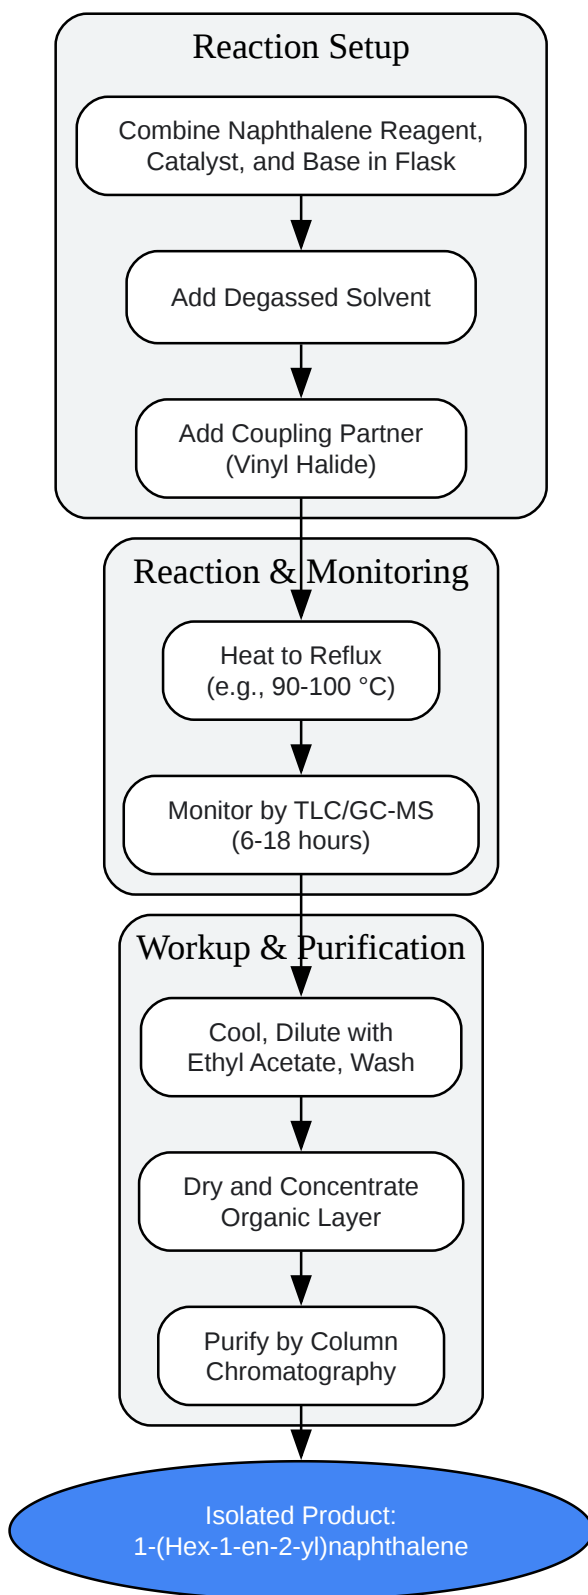 Reaction Setup
Combine Naphthalene Reagent,
Catalyst, and Base in Flask
Add Degassed Solvent
Add Coupling Partner
(Vinyl Halide)
Reaction & Monitoring
Heat to Reflux
(e.g., 90-100 °C)
Monitor by TLC/GC-MS
(6-18 hours)
Workup & Purification
Cool, Dilute with
Ethyl Acetate, Wash
Dry and Concentrate
Organic Layer
Purify by Column
Chromatography
Isolated Product:
1-(Hex-1-en-2-yl)naphthalene